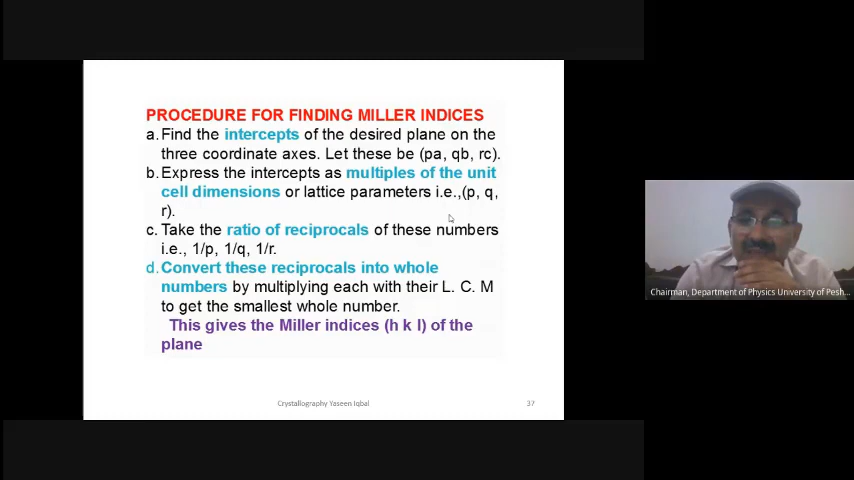 PROCEDURE FOR FINDING MILLER INDICES
a. Find the intercepts of the desired plane on the
three coordinate axes. Let these be (pa, qb, rc).
b. Express the intercepts as multiples of the unit
cell dimensions or lattice parameters i.e.,(p, q,
r).
c. Take the ratio of reciprocals of these numbers
i.e., 1/p, 1/q, 1/r.
d. Convert these reciprocals into whole
numbers by multiplying each with their L. C. M
to get the smallest whole number.
This gives the Miller indices (h k l) of the
plane
Crystallography Yaseen Iqbal
37
Chairman, Department of Physics University of Pesh...